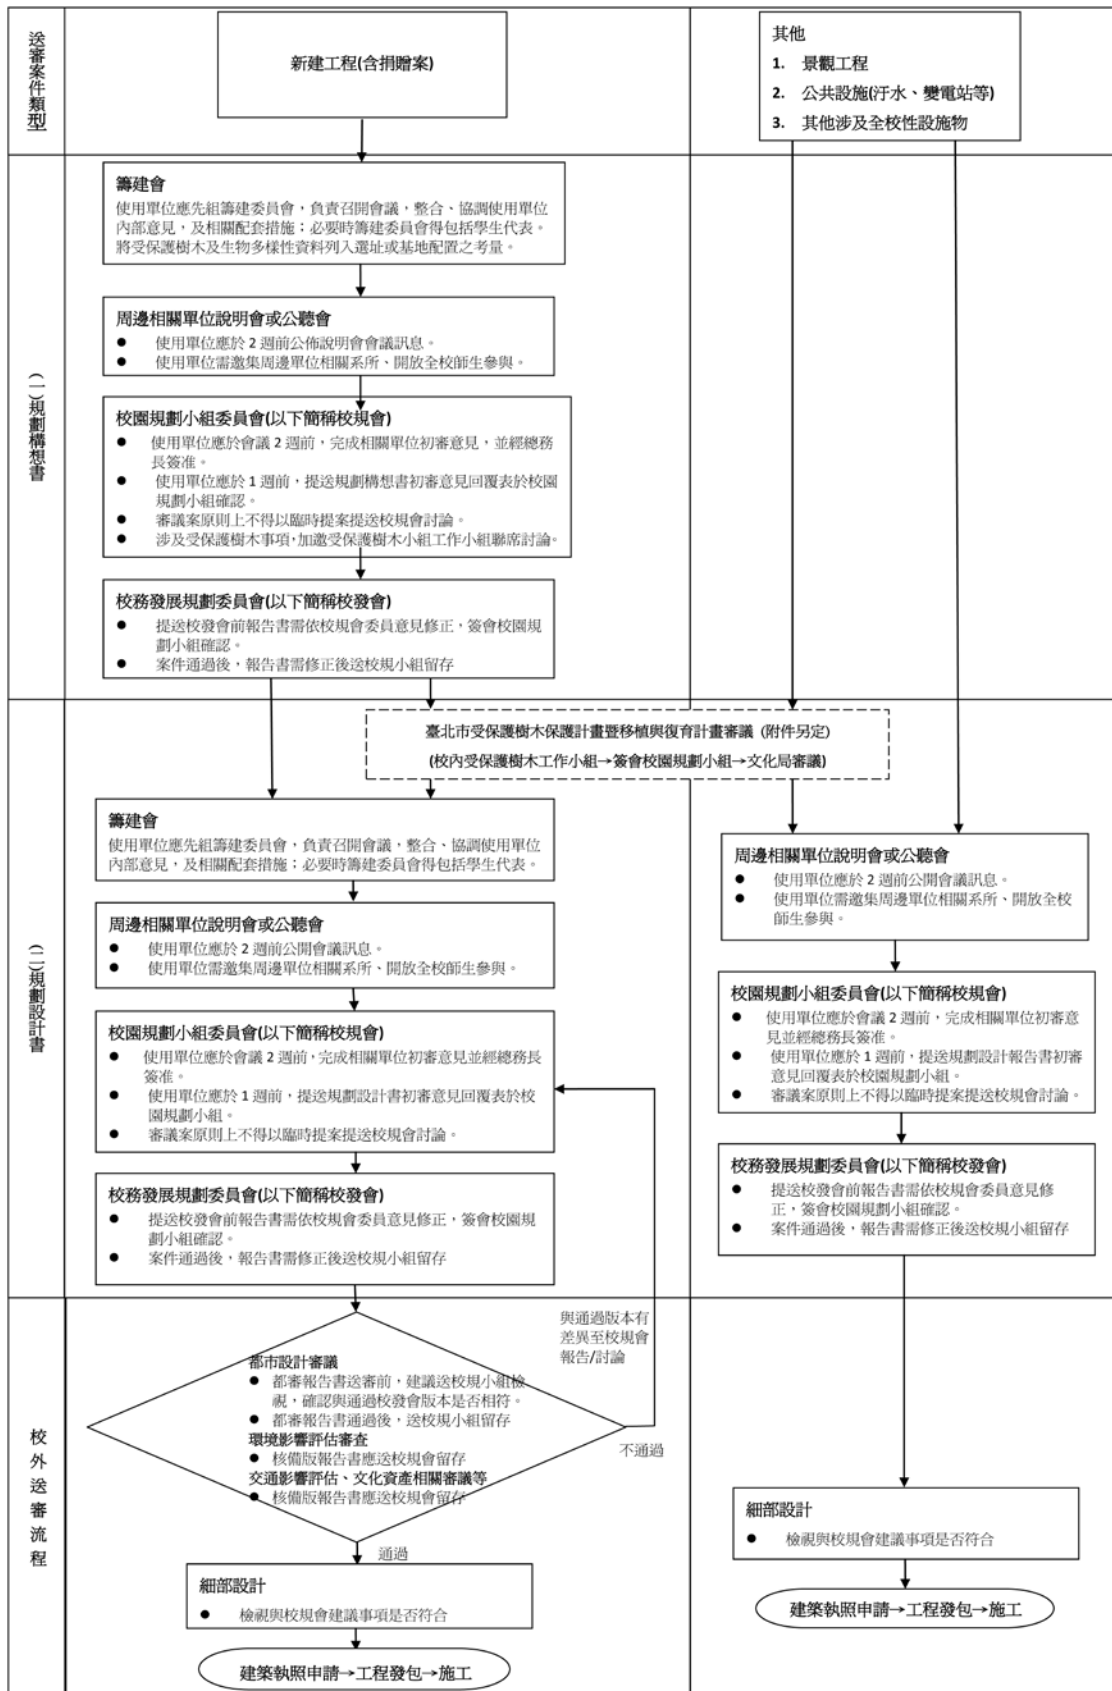 送審案件類型
新建工程(含捐贈案)
其他
1. 景觀工程
2. 公共設施(汙水、變電站等)
3. 其他涉及全校性設施物
(一)規劃構想書
籌建會
使用單位應先組籌建委員會，負責召開會議，整合、協調使用單位
內部意見，及相關配套措施；必要時籌建委員會得包括學生代表。
將受保護樹木及生物多樣性資料列入選址或基地配置之考量。
周邊相關單位說明會或公聽會
● 使用單位應於 2 週前公佈說明會會議訊息。
● 使用單位需邀集周邊單位相關系所、開放全校師生參與。
校園規劃小組委員會(以下簡稱校規會)
● 使用單位應於會議 2 週前，完成相關單位初審意見，並經總務
長簽准。
● 使用單位應於 1 週前，提送規劃構想書初審意見回覆表於校園
規劃小組確認。
● 審議案原則上不得以臨時提案提送校規會討論。
● 涉及受保護樹木事項，加邀受保護樹木小組工作小組聯席討論。
校務發展規劃委員會(以下簡稱校發會)
● 提送校發會前報告書需依校規會委員意見修正，簽會校園規
劃小組確認。
● 案件通過後，報告書需修正後送校規小組留存
(二)規劃設計書
臺北市受保護樹木保護計畫暨移植與復育計畫審議 (附件另定)
(校內受保護樹木工作小組→簽會校園規劃小組→文化局審議)
籌建會
使用單位應先組籌建委員會，負責召開會議，整合、協調使用單位
內部意見，及相關配套措施；必要時籌建委員會得包括學生代表。
周邊相關單位說明會或公聽會
● 使用單位應於 2 週前公開會議訊息。
● 使用單位需邀集周邊單位相關系所、開放全校師生參與。
校園規劃小組委員會(以下簡稱校規會)
● 使用單位應於會議 2 週前，完成相關單位初審意見並經總務長
簽准。
● 使用單位應於 1 週前，提送規劃設計書初審意見回覆表於校
園規劃小組。
● 審議案原則上不得以臨時提案提送校規會討論。
校務發展規劃委員會(以下簡稱校發會)
● 提送校發會前報告書需依校規會委員意見修正，簽會校園規
劃小組確認。
● 案件通過後，報告書需修正後送校規小組留存
周邊相關單位說明會或公聽會
● 使用單位應於 2 週前公開會議訊息。
● 使用單位需邀集周邊單位相關系所、開放全校
師生參與。
校園規劃小組委員會(以下簡稱校規會)
● 使用單位應於會議 2 週前，完成相關單位初審意
見並經總務長簽准。
● 使用單位應於 1 週前，提送規劃設計報告書初審
意見回覆表於校園規劃小組。
● 審議案原則上不得以臨時提案提送校規會討論。
校務發展規劃委員會(以下簡稱校發會)
● 提送校發會前報告書需依校規會委員意見修
正，簽會校園規劃小組確認。
● 案件通過後，報告書需修正後送校規小組留存
校外送審流程
都市設計審議
● 都審報告書送審前，建議送校規小組檢
視，確認與通過校發會版本是否相符。
● 都審報告書通過後，送校規小組留存
環境影響評估審查
● 核備版報告書應送校規會留存
交通影響評估、文化資產相關審議等
● 核備版報告書應送校規會留存
與通過版本有
差異至校規會
報告/討論
不通過
通過
細部設計
● 檢視與校規會建議事項是否符合
建築執照申請→工程發包→施工
細部設計
● 檢視與校規會建議事項是否符合
建築執照申請→工程發包→施工